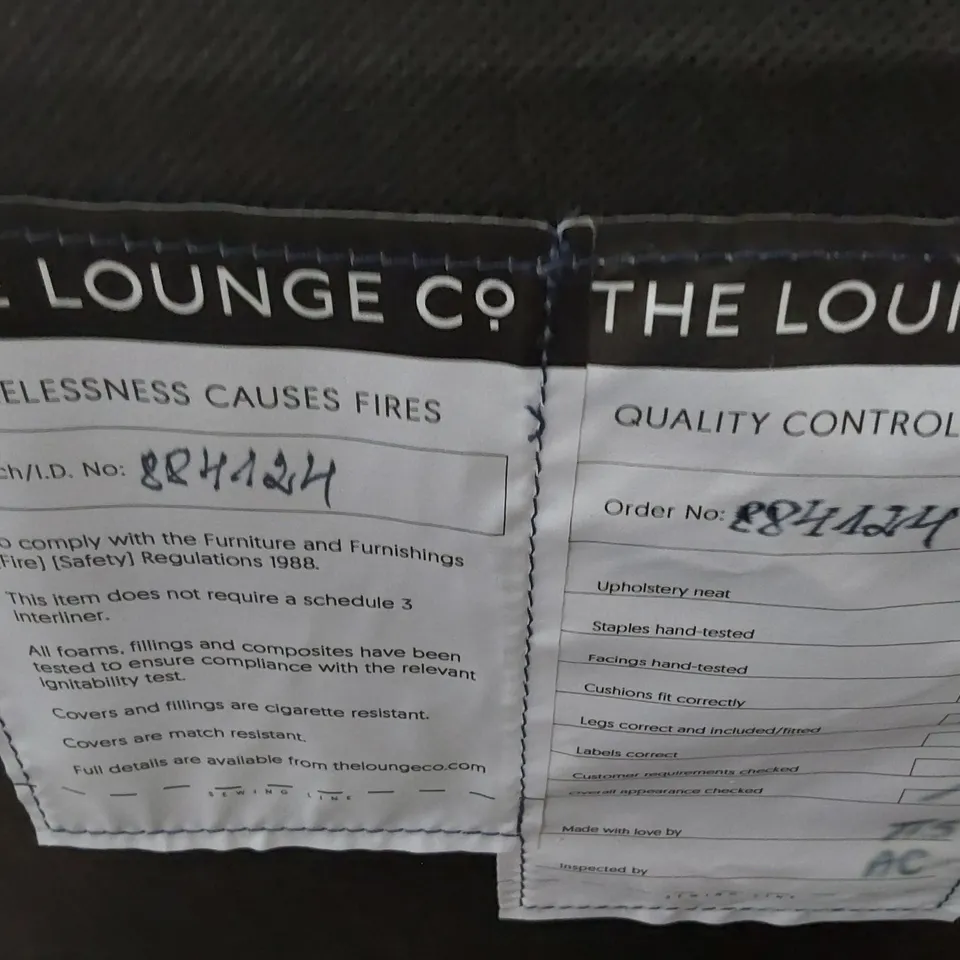 LOUNGE Co
ELESSNESS CAUSES FIRES
ch/I.D. No: 884124
o comply with the Furniture and Furnishings
Fire] [Safety] Regulations 1988.
This item does not require a schedule 3
interliner.
All foams, fillings and composites have been
tested to ensure compliance with the relevant
ignitability test.
Covers and fillings are cigarette resistant.
Covers are match resistant.
Full details are available from theloungeco.com
SEWING LINE
THE LOUN
QUALITY CONTROL
Order No: 884124
Upholstery neat
Staples hand-tested
Facings hand-tested
Cushions fit correctly
Legs correct and included/fitted
Labels correct
Customer requirements checked
Overall appearance checked
Made with love by
Inspected by AC
SEWING LINE